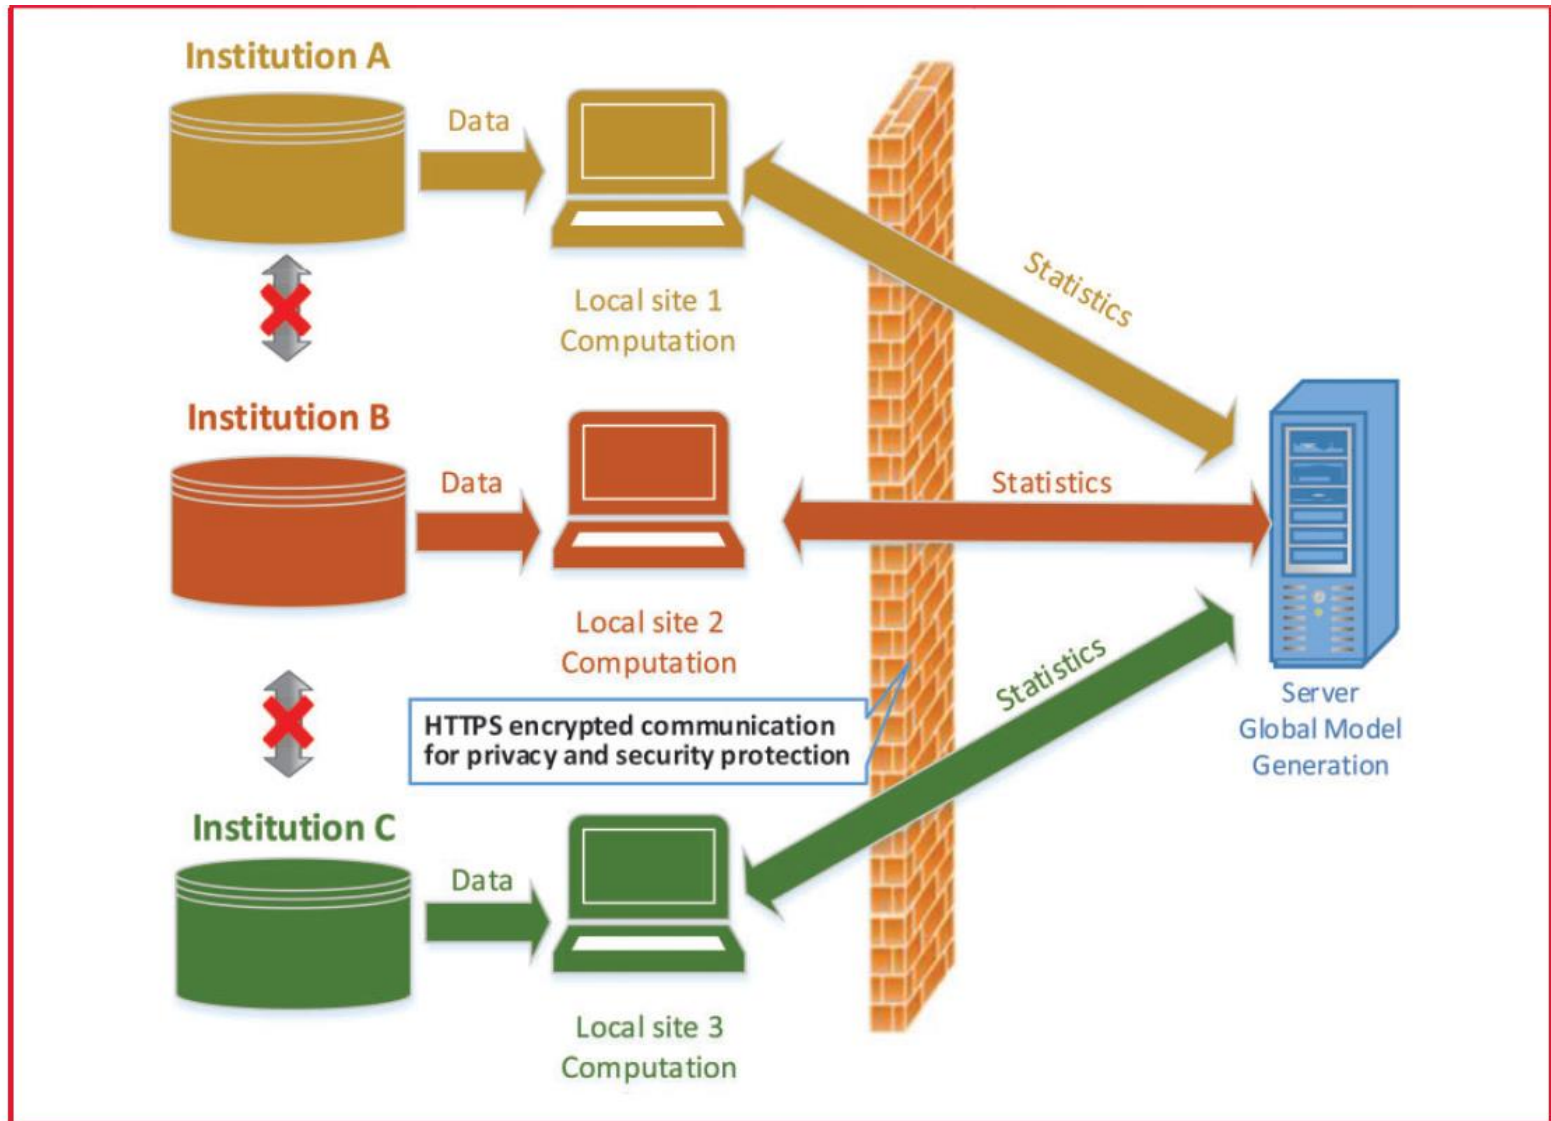 Institution A
Data
Local site 1
Computation
Statistics
Institution B
Data
Local site 2
Computation
Statistics
HTTPS encrypted communication
for privacy and security protection
Server
Global Model
Generation
Institution C
Data
Local site 3
Computation
Statistics